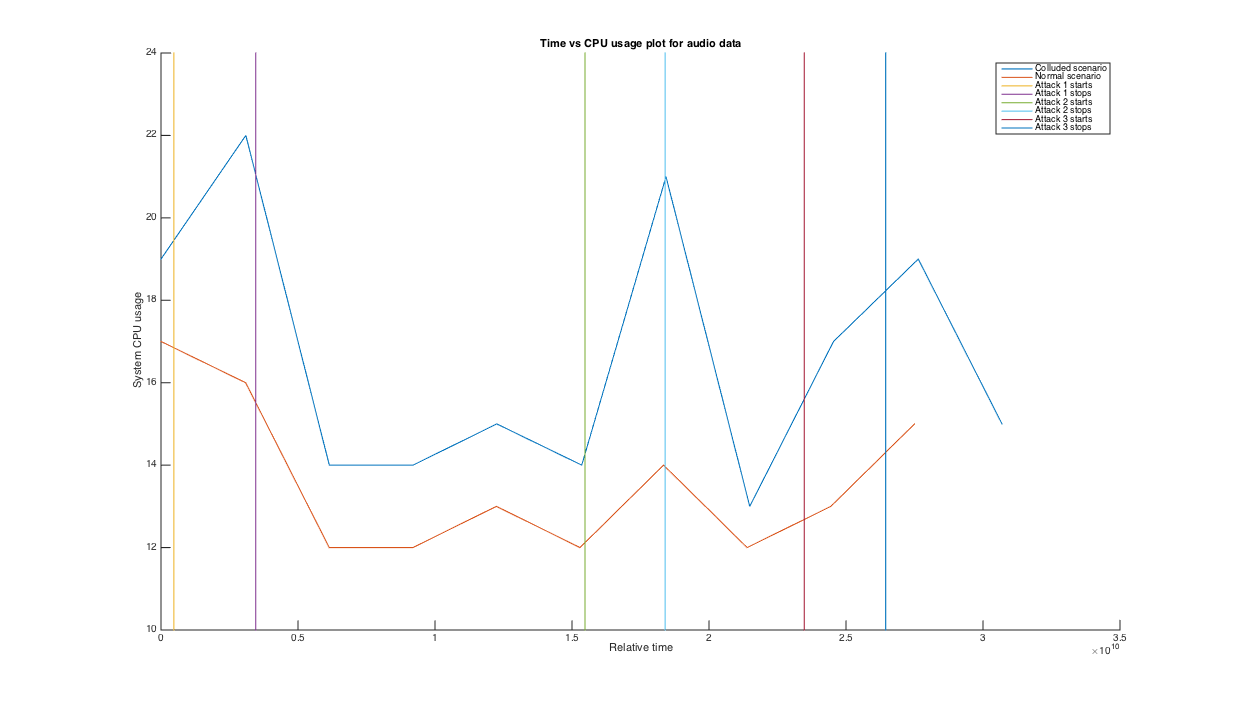 Time vs CPU usage plot for audio data
24
22
20
18
16
14
12
10
System CPU usage
Colluded scenario
Normal scenario
Attack 1 starts
Attack 1 stops
Attack 2 starts
Attack 2 stops
Attack 3 starts
Attack 3 stops
0 0.5 1 1.5 2 2.5 3 3.5
Relative time
×10^10